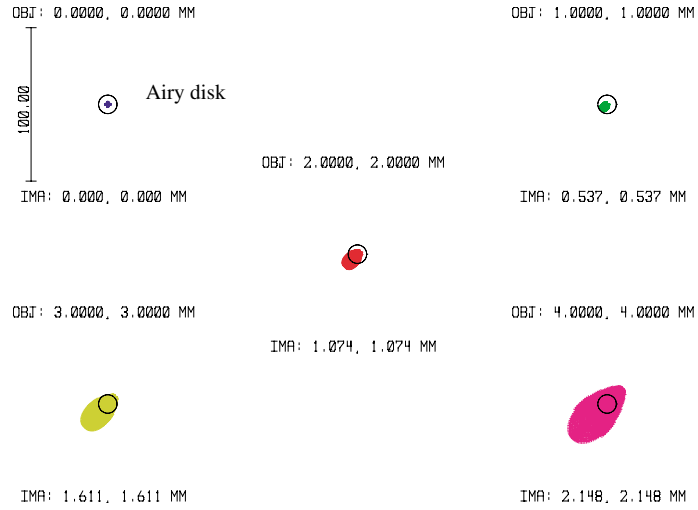 OBJ: 0.0000, 0.0000 MM
OBJ: 1.0000, 1.0000 MM
100.00
Airy disk
OBJ: 2.0000, 2.0000 MM
IMA: 0.000, 0.000 MM
IMA: 0.537, 0.537 MM
OBJ: 3.0000, 3.0000 MM
OBJ: 4.0000, 4.0000 MM
IMA: 1.074, 1.074 MM
IMA: 1.611, 1.611 MM
IMA: 2.148, 2.148 MM